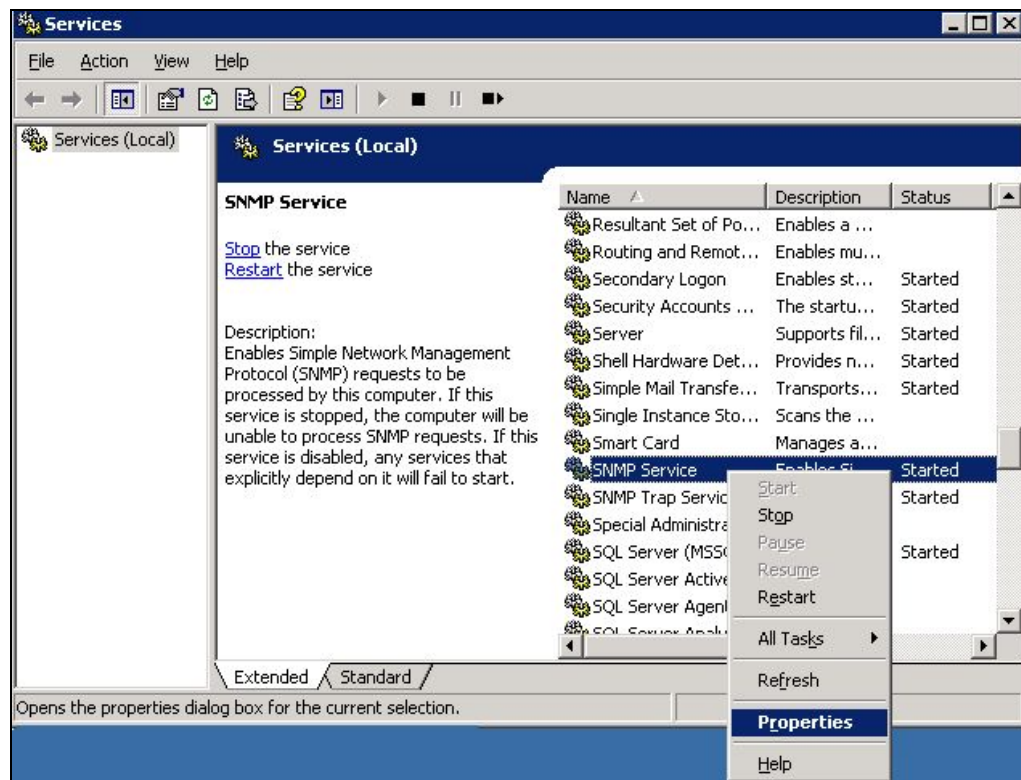 Services
File Action View Help
Services (Local)
Services (Local)
SNMP Service
Stop the service
Restart the service
Description:
Enables Simple Network Management
Protocol (SNMP) requests to be
processed by this computer. If this
service is stopped, the computer will be
unable to process SNMP requests. If this
service is disabled, any services that
explicitly depend on it will fail to start.
Name Description Status
Resultant Set of Po... Enables a ...
Routing and Remot... Enables mu...
Secondary Logon Enables st... Started
Security Accounts ... The startu... Started
Server Supports fil... Started
Shell Hardware Det... Provides n... Started
Simple Mail Transfe... Transports... Started
Single Instance Sto... Scans the ...
Smart Card Manages a...
SNMP Service Enables Si... Started
SNMP Trap Servic Started
Special Administra
SQL Server (MSS Started
SQL Server Active
SQL Server Agen
SQL Server Analy
Start
Stop
Pause
Resume
Restart
All Tasks
Refresh
Properties
Help
Extended Standard
Opens the properties dialog box for the current selection.